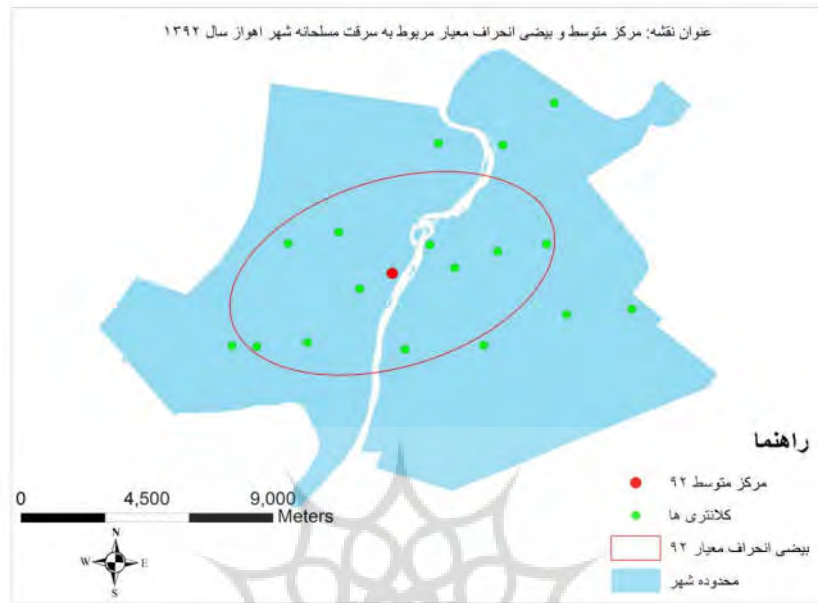 عنوان نقشه: مرکز متوسط و بیضی انحراف معیار مربوط به سرقت مسلحانه شهر اهواز سال ۱۳۹۲
راهنما
مرکز متوسط ۹۲
کلانتری ها
بیضی انحراف معیار ۹۲
محدوده شهر
0 4,500 9,000
Meters
N
W E
S